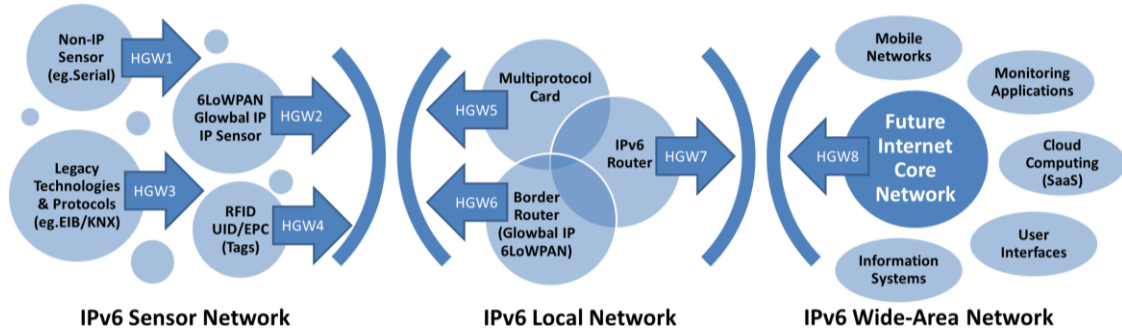 Non-IP
Sensor
(eg.Serial)
HGW1
6LoWPAN
Glowbal IP
IP Sensor
HGW2
Legacy
Technologies
& Protocols
(eg.EIB/KNX)
HGW3
RFID
UID/EPC
(Tags)
HGW4
IPv6 Sensor Network
Multiprotocol
Card
HGW5
IPv6
Router
HGW7
HGW6
Border
Router
(Glowbal IP
6LoWPAN)
IPv6 Local Network
Mobile
Networks
Monitoring
Applications
HGW8
Future
Internet
Core
Network
Cloud
Computing
(SaaS)
User
Interfaces
Information
Systems
IPv6 Wide-Area Network